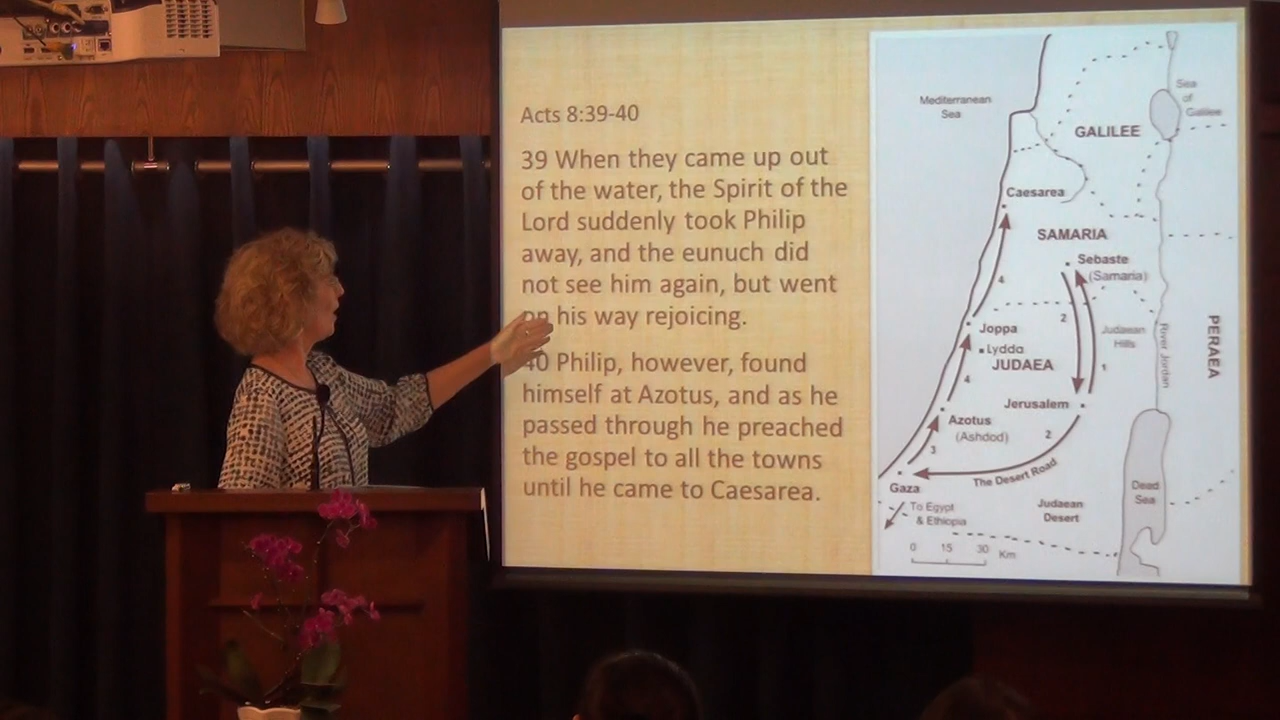 Acts 8:39-40
39 When they came up out
of the water, the Spirit of the
Lord suddenly took Philip
away, and the eunuch did
not see him again, but went
on his way rejoicing.
40 Philip, however, found
himself at Azotus, and as he
passed through he preached
the gospel to all the towns
until he came to Caesarea.
Mediterranean
Sea
Sea
of
Galilee
GALILEE
Caesarea
SAMARIA
Sebaste
(Samaria)
4
2
Joppa
Judaean
Hills
River Jordan
PERAEA
Lydda
JUDAEA
1
4
Jerusalem
Azotus
(Ashdod)
2
3
The Desert Road
Gaza
Dead
Sea
To Egypt
& Ethiopia
Judaean
Desert
0 15 30 Km